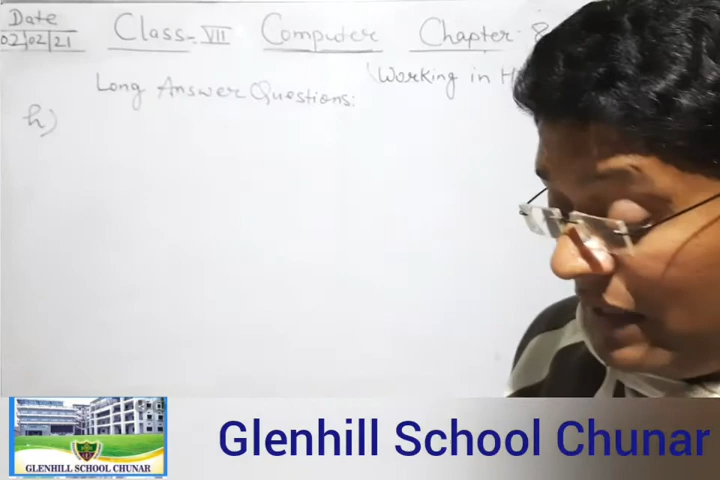 Date
02/02/21
Class-VII Computer Chapter: 8
(Working in
Long Answer Questions:
h)
GLENHILL SCHOOL CHUNAR
Glenhill School Chunar